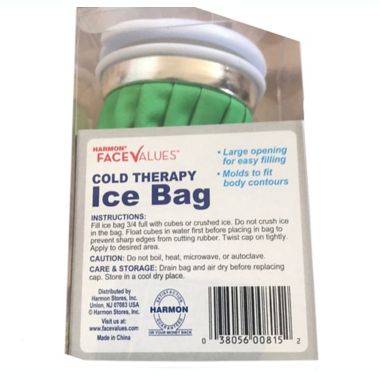 HARMON®
FACEVALUES™
• Large opening
for easy filling
• Molds to fit
body contours
COLD THERAPY
Ice Bag
INSTRUCTIONS:
Fill ice bag 3/4 full with cubes or crushed ice. Do not crush ice
in the bag. Float cubes in water first before placing in bag to
prevent sharp edges from cutting rubber. Twist cap on tightly.
Apply to desired area.
CAUTION: Do not boil, heat, microwave, or autoclave.
CARE & STORAGE: Drain bag and air dry before replacing
cap. Store in a cool dry place.
Distributed by
Harmon Stores, Inc.
Union, NJ 07083 USA
© Harmon Stores, Inc.
Visit us at:
www.facevalues.com
Made in China
SATISFACTION
HARMON
GUARANTEED
OR YOUR MONEY BACK
0 38056 00815 2